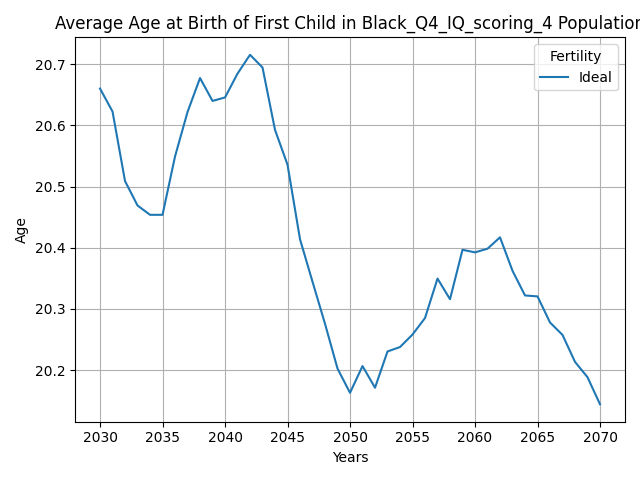 Average Age at Birth of First Child in Black_Q4_IQ_scoring_4 Population
Fertility
Ideal
20.7
20.6
20.5
20.4
20.3
20.2
Age
2030 2035 2040 2045 2050 2055 2060 2065 2070
Years